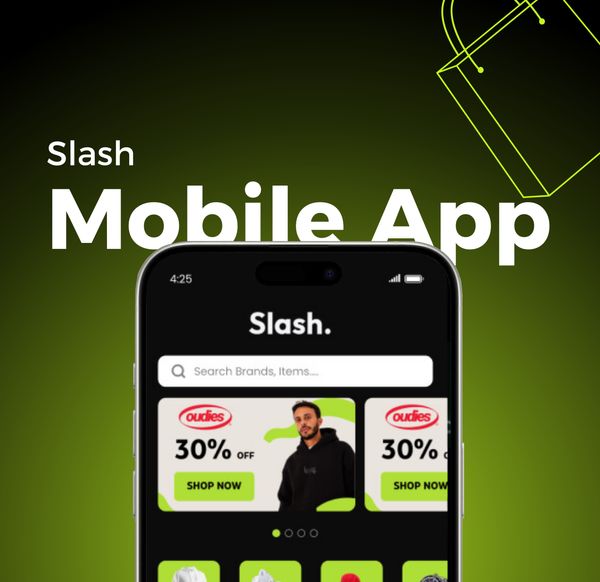 Slash
Mobile App
4:25
Slash.
Search Brands, Items....
oudies
30% OFF
SHOP NOW
oudies
30%
SHOP NOW